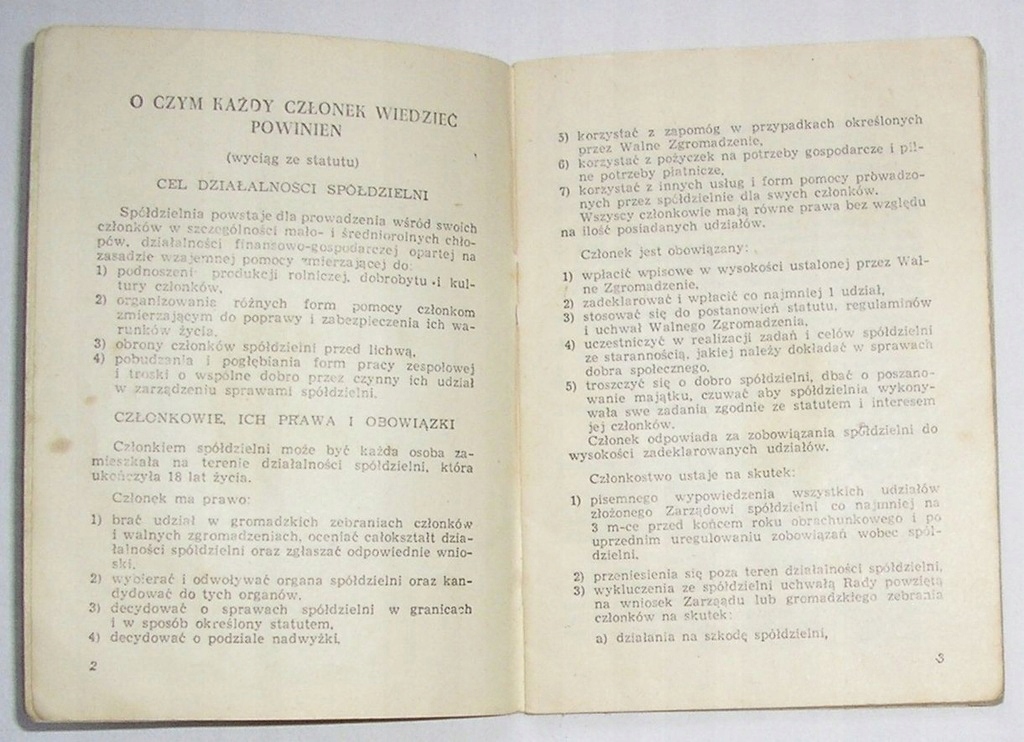 O CZYM KAŻDY CZŁONEK WIEDZIEĆ
POWINIEN
(wyciąg ze statutu)
CEL DZIAŁALNOŚCI SPÓŁDZIELNI
Spółdzielnia powstaje dla prowadzenia wśród swoich
członków w szczególności mało- i średniorolnych chło-
pów, działalności finansowo-gospodarczej opartej na
zasadzie wzajemnej pomocy zmierzającej do:
1) podnoszeni produkcji rolniczej, dobrobytu i kul-
tury członków,
2) organizowania różnych form pomocy członkom
zmierzającym do poprawy i zabezpieczenia ich wa-
runków życia.
3) obrony członków spółdzielni przed lichwą,
4) pobudzania i pogłębiania form pracy zespołowej
i troski o wspólne dobro przez czynny ich udział
w zarządzeniu sprawami spółdzielni.
CZŁONKOWIE, ICH PRAWA I OBOWIĄZKI
Członkiem spółdzielni może być każda osoba za-
mieszkała na terenie działalności spółdzielni, która
ukończyła 18 lat życia.
Członek ma prawo:
1) brać udział w gromadzkich zebraniach członków
i walnych zgromadzeniach, oceniać całokształt dzia-
łalności spółdzielni oraz zgłaszać odpowiednie wnio-
ski.
2) wybierać i odwoływać organa spółdzielni oraz kan-
dydować do tych organów.
3) decydować o sprawach spółdzielni w granicach
i w sposób określony statutem,
4) decydować o podziale nadwyżki,
2
5) korzystać z zapomóg w przypadkach określonych
przez Walne Zgromadzenie,
6) korzystać z pożyczek na potrzeby gospodarcze i pil-
ne potrzeby płatnicze,
7) korzystać z innych usług i form pomocy prowadzo-
nych przez spółdzielnie dla swych członków.
Wszyscy członkowie mają równe prawa bez względu
na ilość posiadanych udziałów.
Członek jest obowiązany:
1) wpłacić wpisowe w wysokości ustalonej przez Wal-
ne Zgromadzenie,
2) zadeklarować i wpłacić co najmniej 1 udział,
3) stosować się do postanowień statutu, regulaminów
i uchwał Walnego Zgromadzenia,
4) uczestniczyć w realizacji zadań i celów spółdzielni
ze starannością, jakiej należy dokładać w sprawach
dobra społecznego,
5) troszczyć się o dobro spółdzielni, dbać o poszano-
wanie majątku, czuwać aby spółdzielnia wykony-
wała swe zadania zgodnie ze statutem i interesem
jej członków.
Członek odpowiada za zobowiązania spółdzielni do
wysokości zadeklarowanych udziałów.
Członkostwo ustaje na skutek:
1) pisemnego wypowiedzenia wszystkich udziałów
złożonego Zarządowi spółdzielni co najmniej na
3 m-ce przed końcem roku obrachunkowego i po
uprzednim uregulowaniu zobowiązań wobec spół-
dzielni.
2) przeniesienia się poza teren działalności spółdzielni,
3) wykluczenia ze spółdzielni uchwałą Rady powziętą
na wniosek Zarządu lub gromadzkiego zebrania
członków na skutek:
a) działania na szkodę spółdzielni,
3